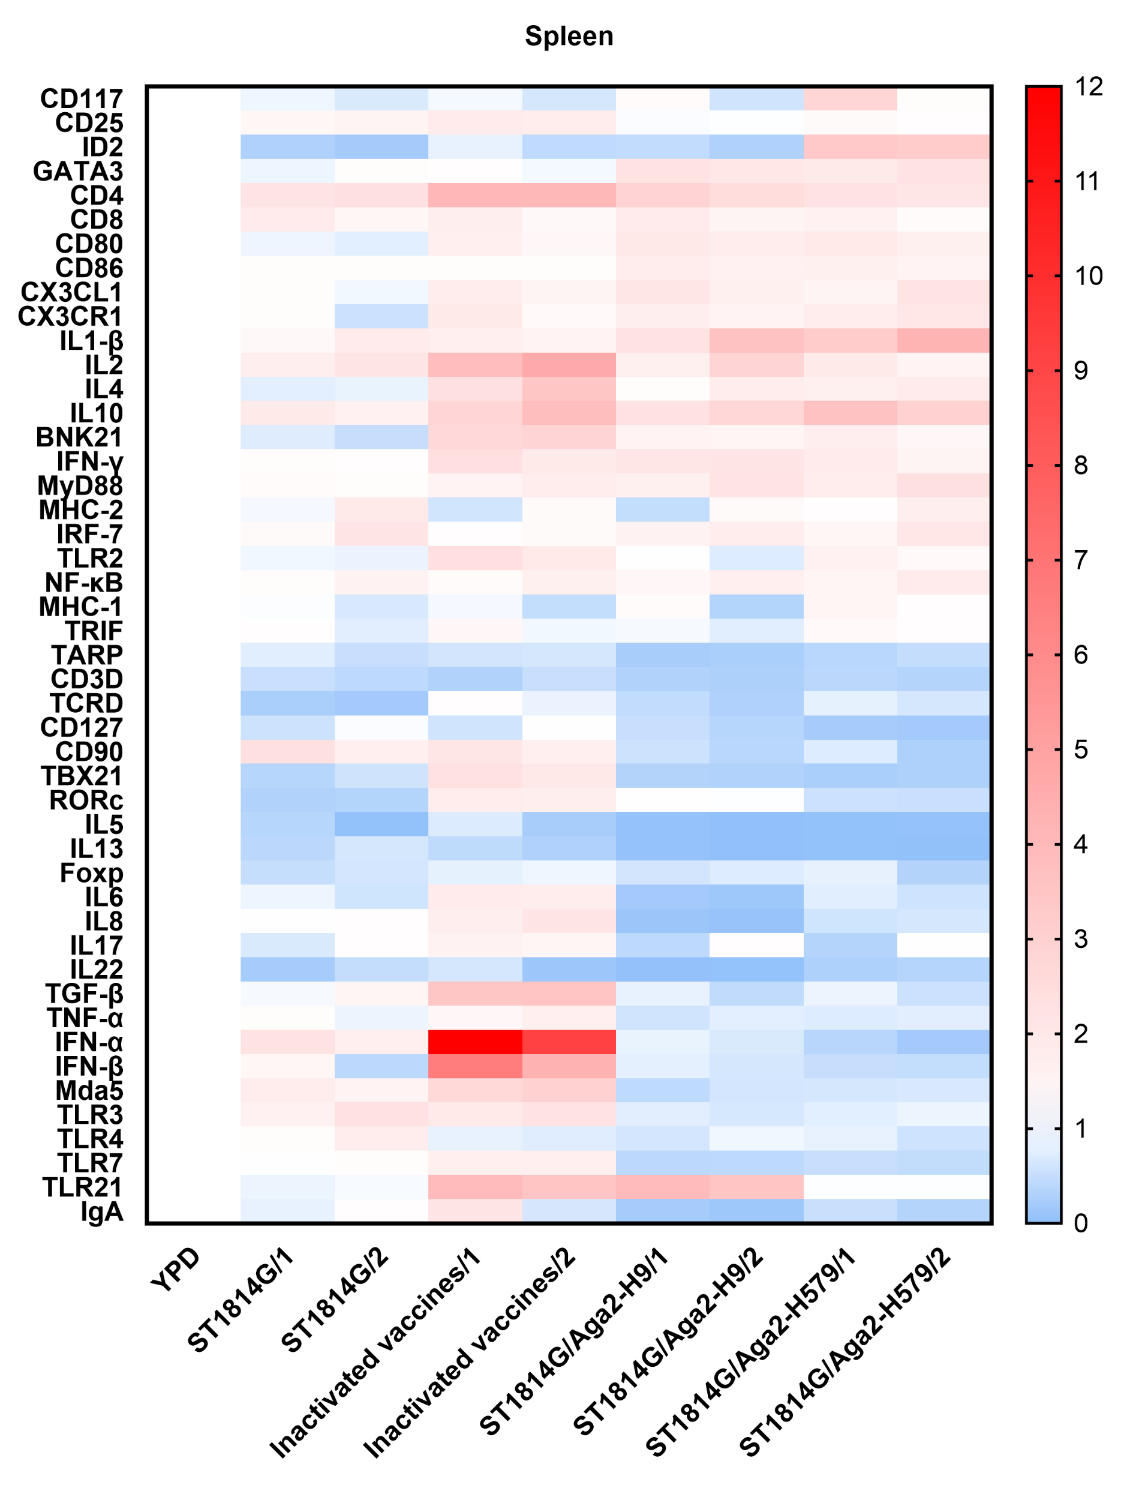 Spleen
CD117
CD25
ID2
GATA3
CD4
CD8
CD80
CD86
CX3CL1
CX3CR1
IL1-β
IL2
IL4
IL10
BNK21
IFN-γ
MyD88
MHC-2
IRF-7
TLR2
NF-κB
MHC-1
TRIF
TARP
CD3D
TCRD
CD127
CD90
TBX21
RORc
IL5
IL13
Foxp
IL6
IL8
IL17
IL22
TGF-β
TNF-α
IFN-α
IFN-β
Mda5
TLR3
TLR4
TLR7
TLR21
IgA
12
11
10
9
8
7
6
5
4
3
2
1
0
YPD
ST1814G/1
ST1814G/2
Inactivated vaccines/1
Inactivated vaccines/2
ST1814G/Aga2-H9/1
ST1814G/Aga2-H9/2
ST1814G/Aga2-H579/1
ST1814G/Aga2-H579/2